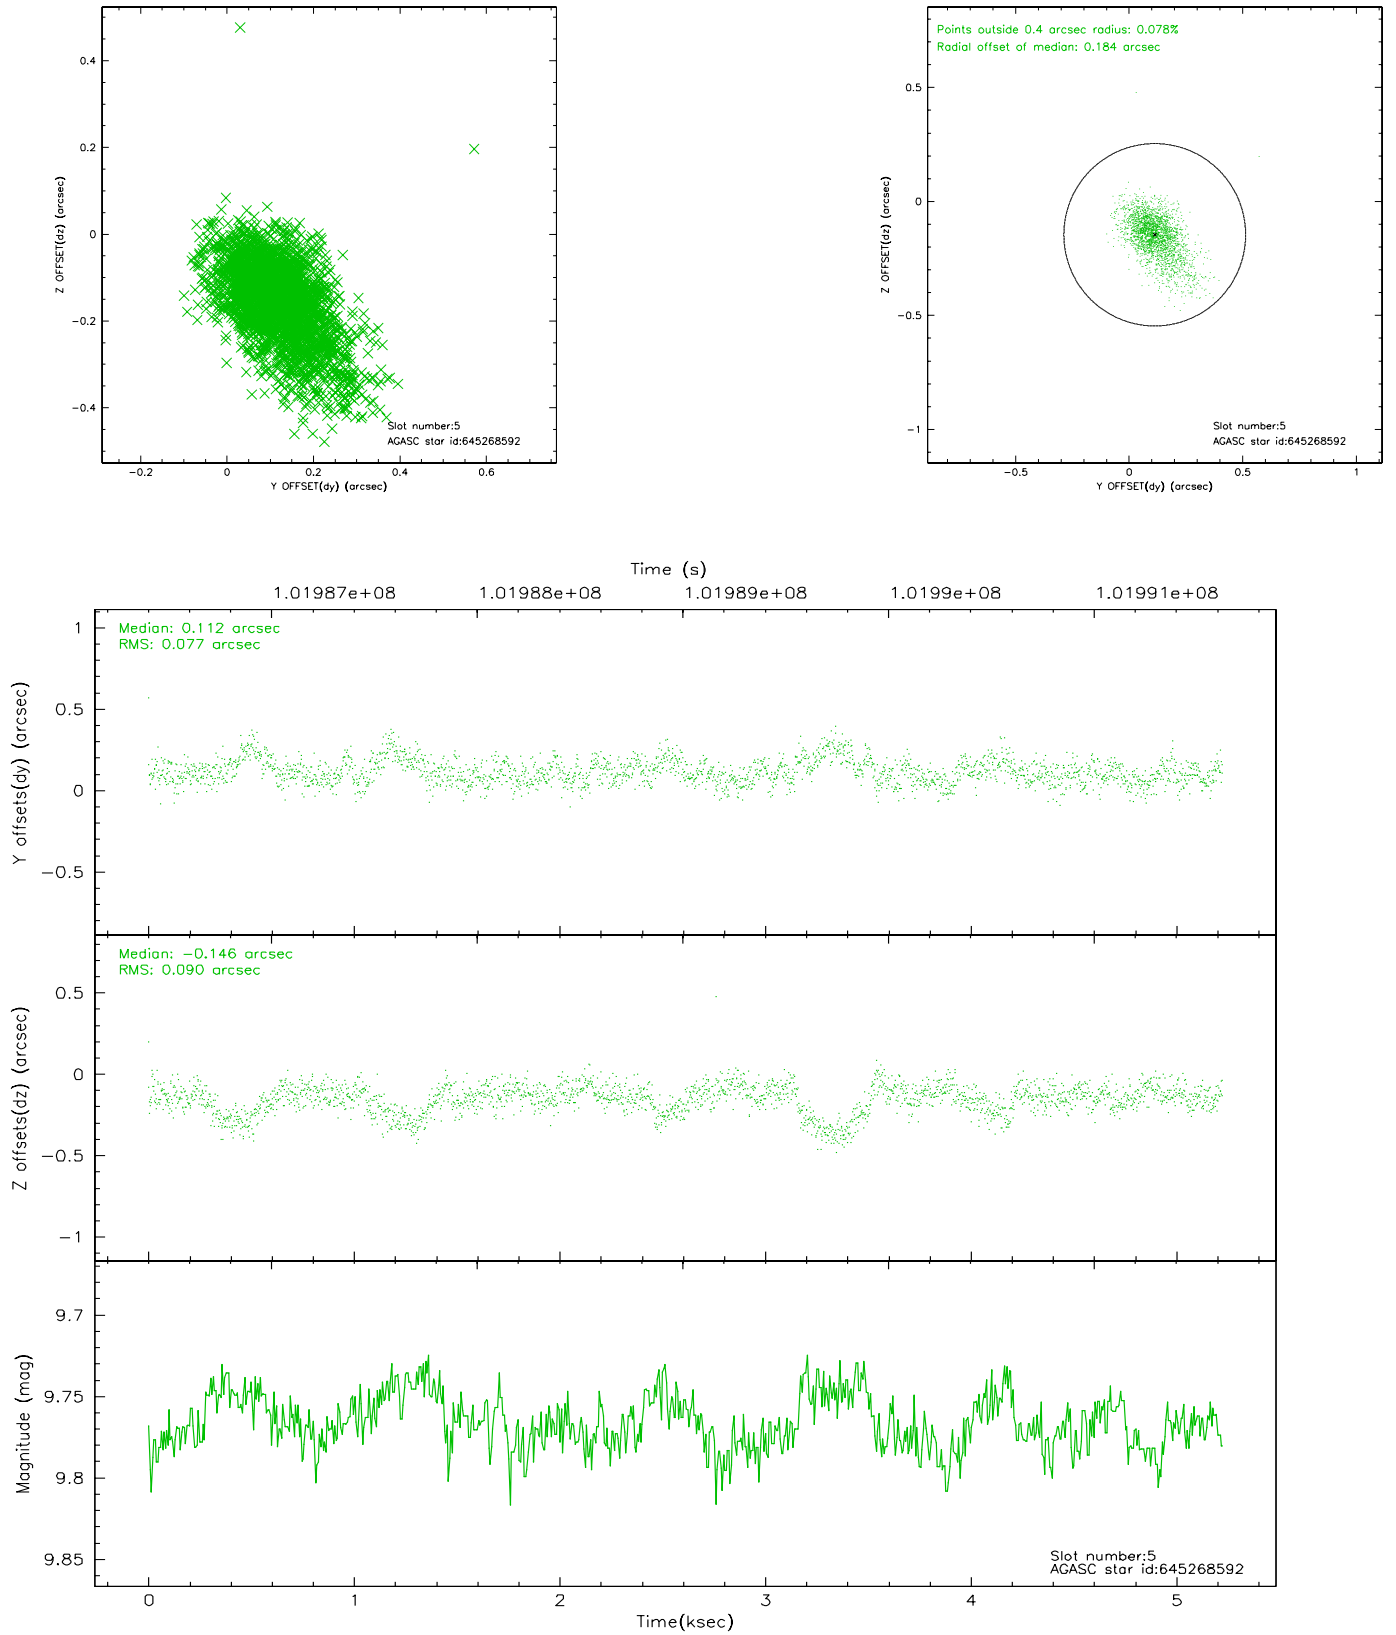 0.4
0.2
0
−0.2
−0.4
Z OFFSET(dz) (arcsec)
Slot number:5
AGASC star id:645268592
−0.2 0 0.2 0.4 0.6
Y OFFSET(dy) (arcsec)
Points outside 0.4 arcsec radius: 0.078%
Radial offset of median: 0.184 arcsec
0.5
0
−0.5
−1
Z OFFSET(dz) (arcsec)
Slot number:5
AGASC star id:645268592
−0.5 0 0.5 1
Y OFFSET(dy) (arcsec)
Time (s)
1.01987e+08 1.01988e+08 1.01989e+08 1.0199e+08 1.01991e+08
Median: 0.112 arcsec
RMS: 0.077 arcsec
1
0.5
0
−0.5
Y offsets(dy) (arcsec)
Median: −0.146 arcsec
RMS: 0.090 arcsec
0.5
0
−0.5
−1
Z offsets(dz) (arcsec)
9.7
9.75
9.8
9.85
Magnitude (mag)
Slot number:5
AGASC star id:645268592
0 1 2 3 4 5
Time(ksec)